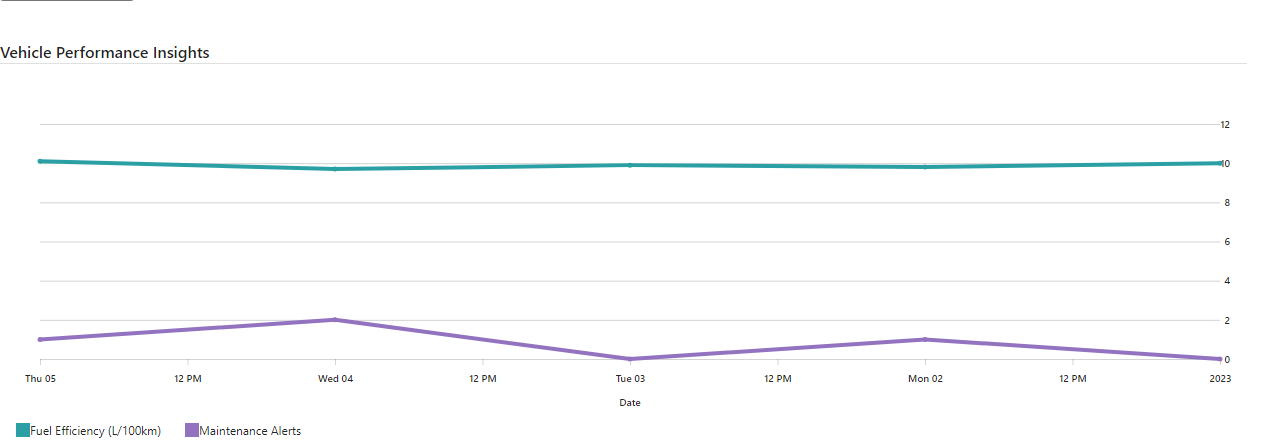 Vehicle Performance Insights
12
10
8
6
4
2
0
Thu 05 12 PM Wed 04 12 PM Tue 03 12 PM Mon 02 12 PM 2023
Date
Fuel Efficiency (L/100km) Maintenance Alerts